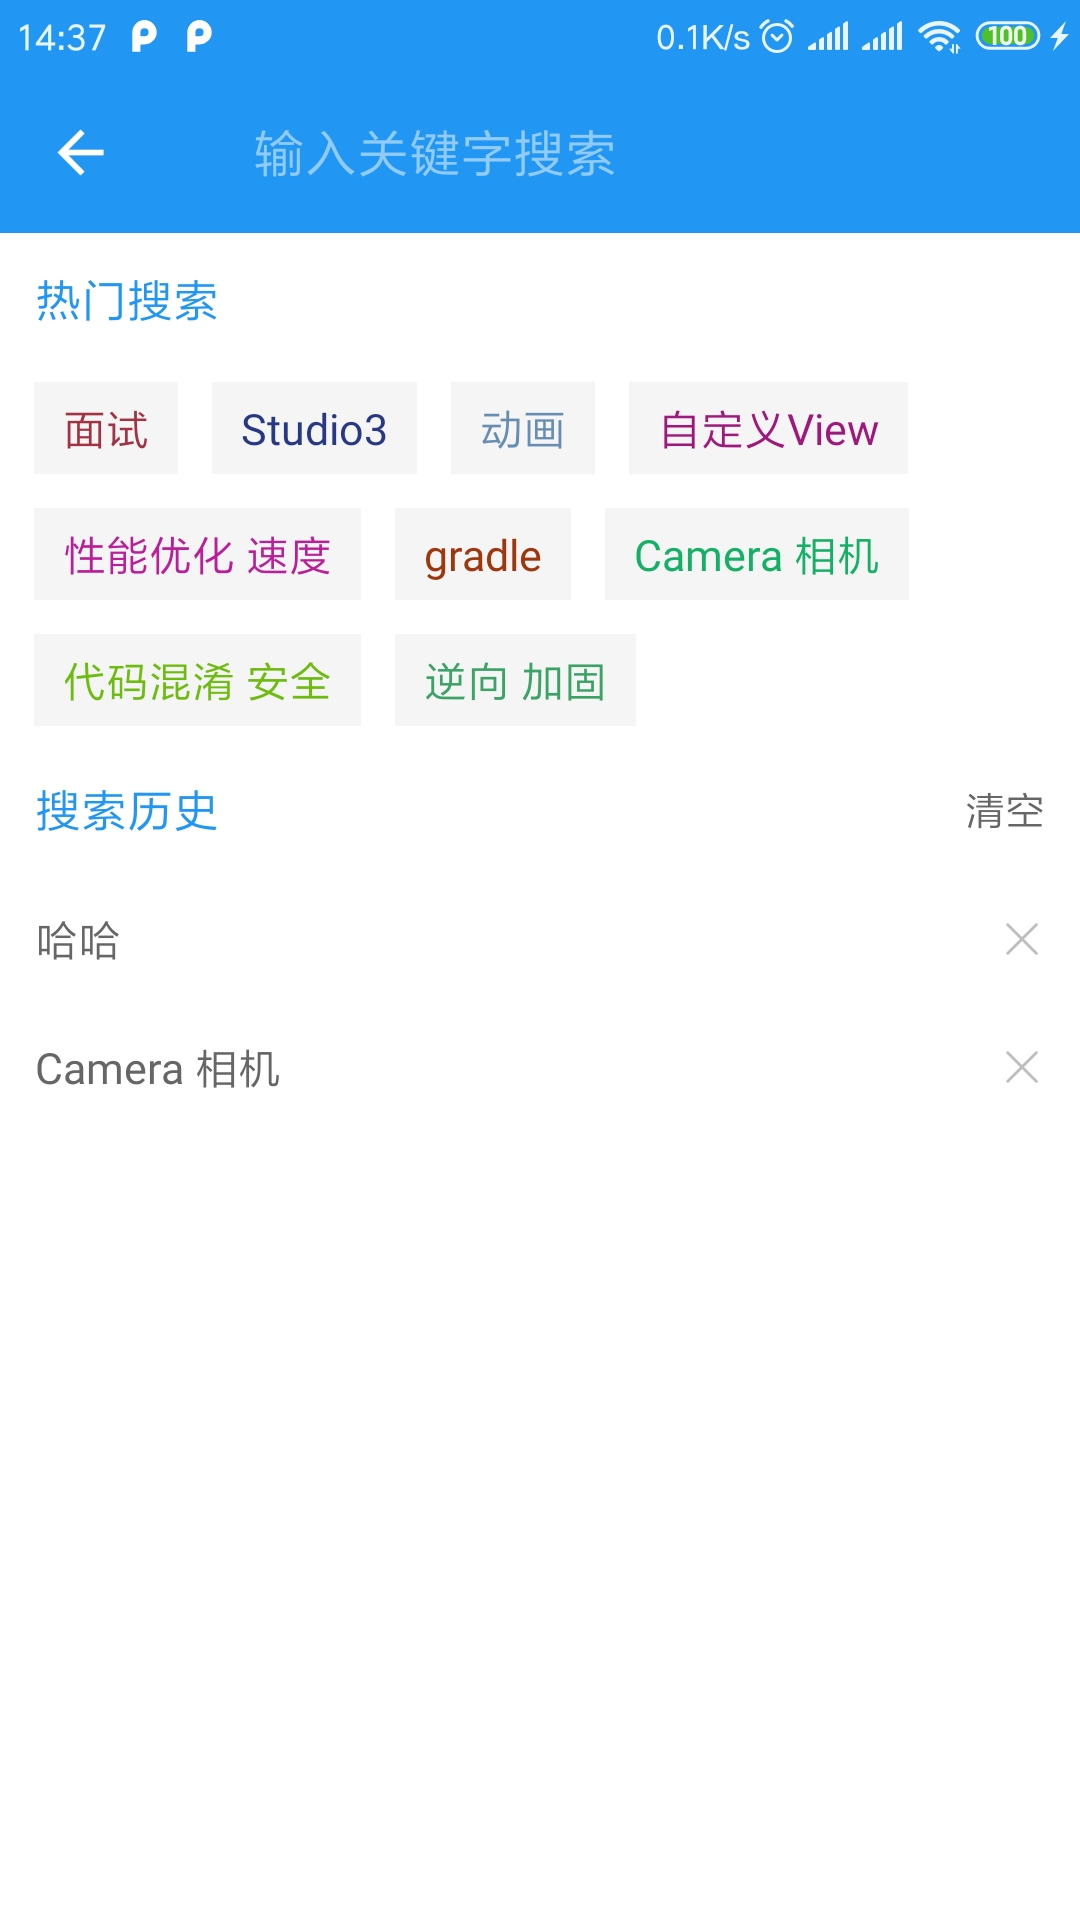 14:37 0.1K/s 100
输入关键字搜索
热门搜索
面试 Studio3 动画 自定义View
性能优化 速度 gradle Camera 相机
代码混淆 安全 逆向 加固
搜索历史 清空
哈哈
Camera 相机